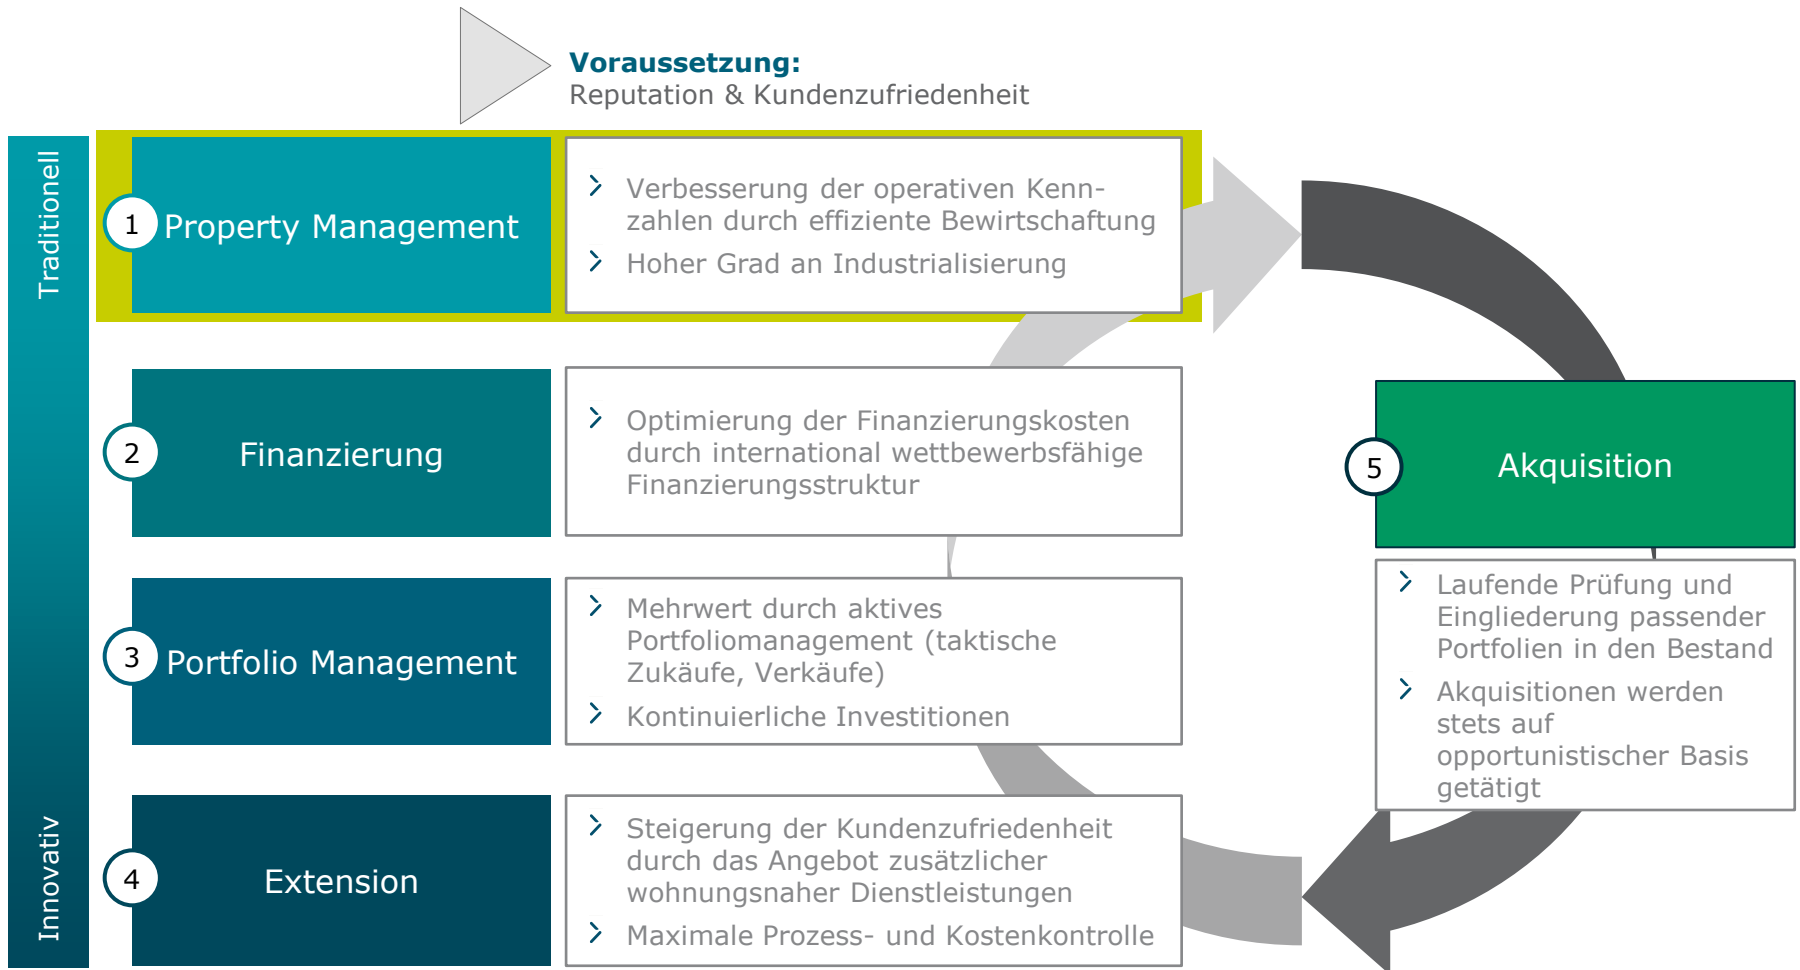 Voraussetzung:
Reputation & Kundenzufriedenheit
Traditionell
1
Property Management
Verbesserung der operativen Kenn-
zahlen durch effiziente Bewirtschaftung
Hoher Grad an Industrialisierung
2
Finanzierung
Optimierung der Finanzierungskosten
durch international wettbewerbsfähige
Finanzierungsstruktur
3
Portfolio Management
Mehrwert durch aktives
Portfoliomanagement (taktische
Zukäufe, Verkäufe)
Kontinuierliche Investitionen
Innovativ
4
Extension
Steigerung der Kundenzufriedenheit
durch das Angebot zusätzlicher
wohnungsnaher Dienstleistungen
Maximale Prozess- und Kostenkontrolle
5
Akquisition
Laufende Prüfung und
Eingliederung passender
Portfolien in den Bestand
Akquisitionen werden
stets auf
opportunistischer Basis
getätigt